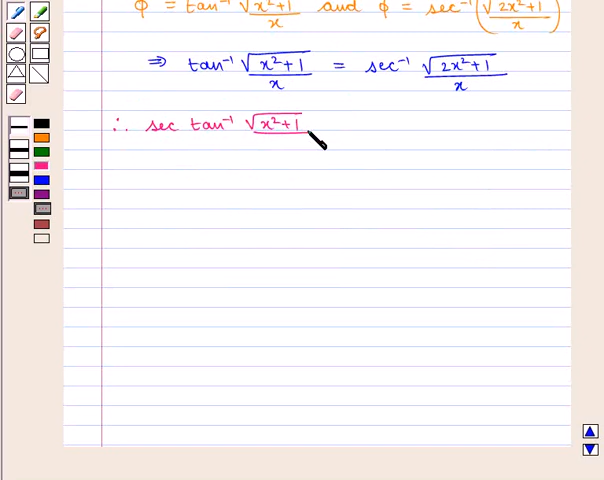 φ = tan⁻¹ √(x²+1)/x and φ = sec⁻¹(√(2x²+1)/x)
⇒ tan⁻¹ √(x²+1)/x = sec⁻¹ √(2x²+1)/x
∴ sec tan⁻¹ √(x²+1)